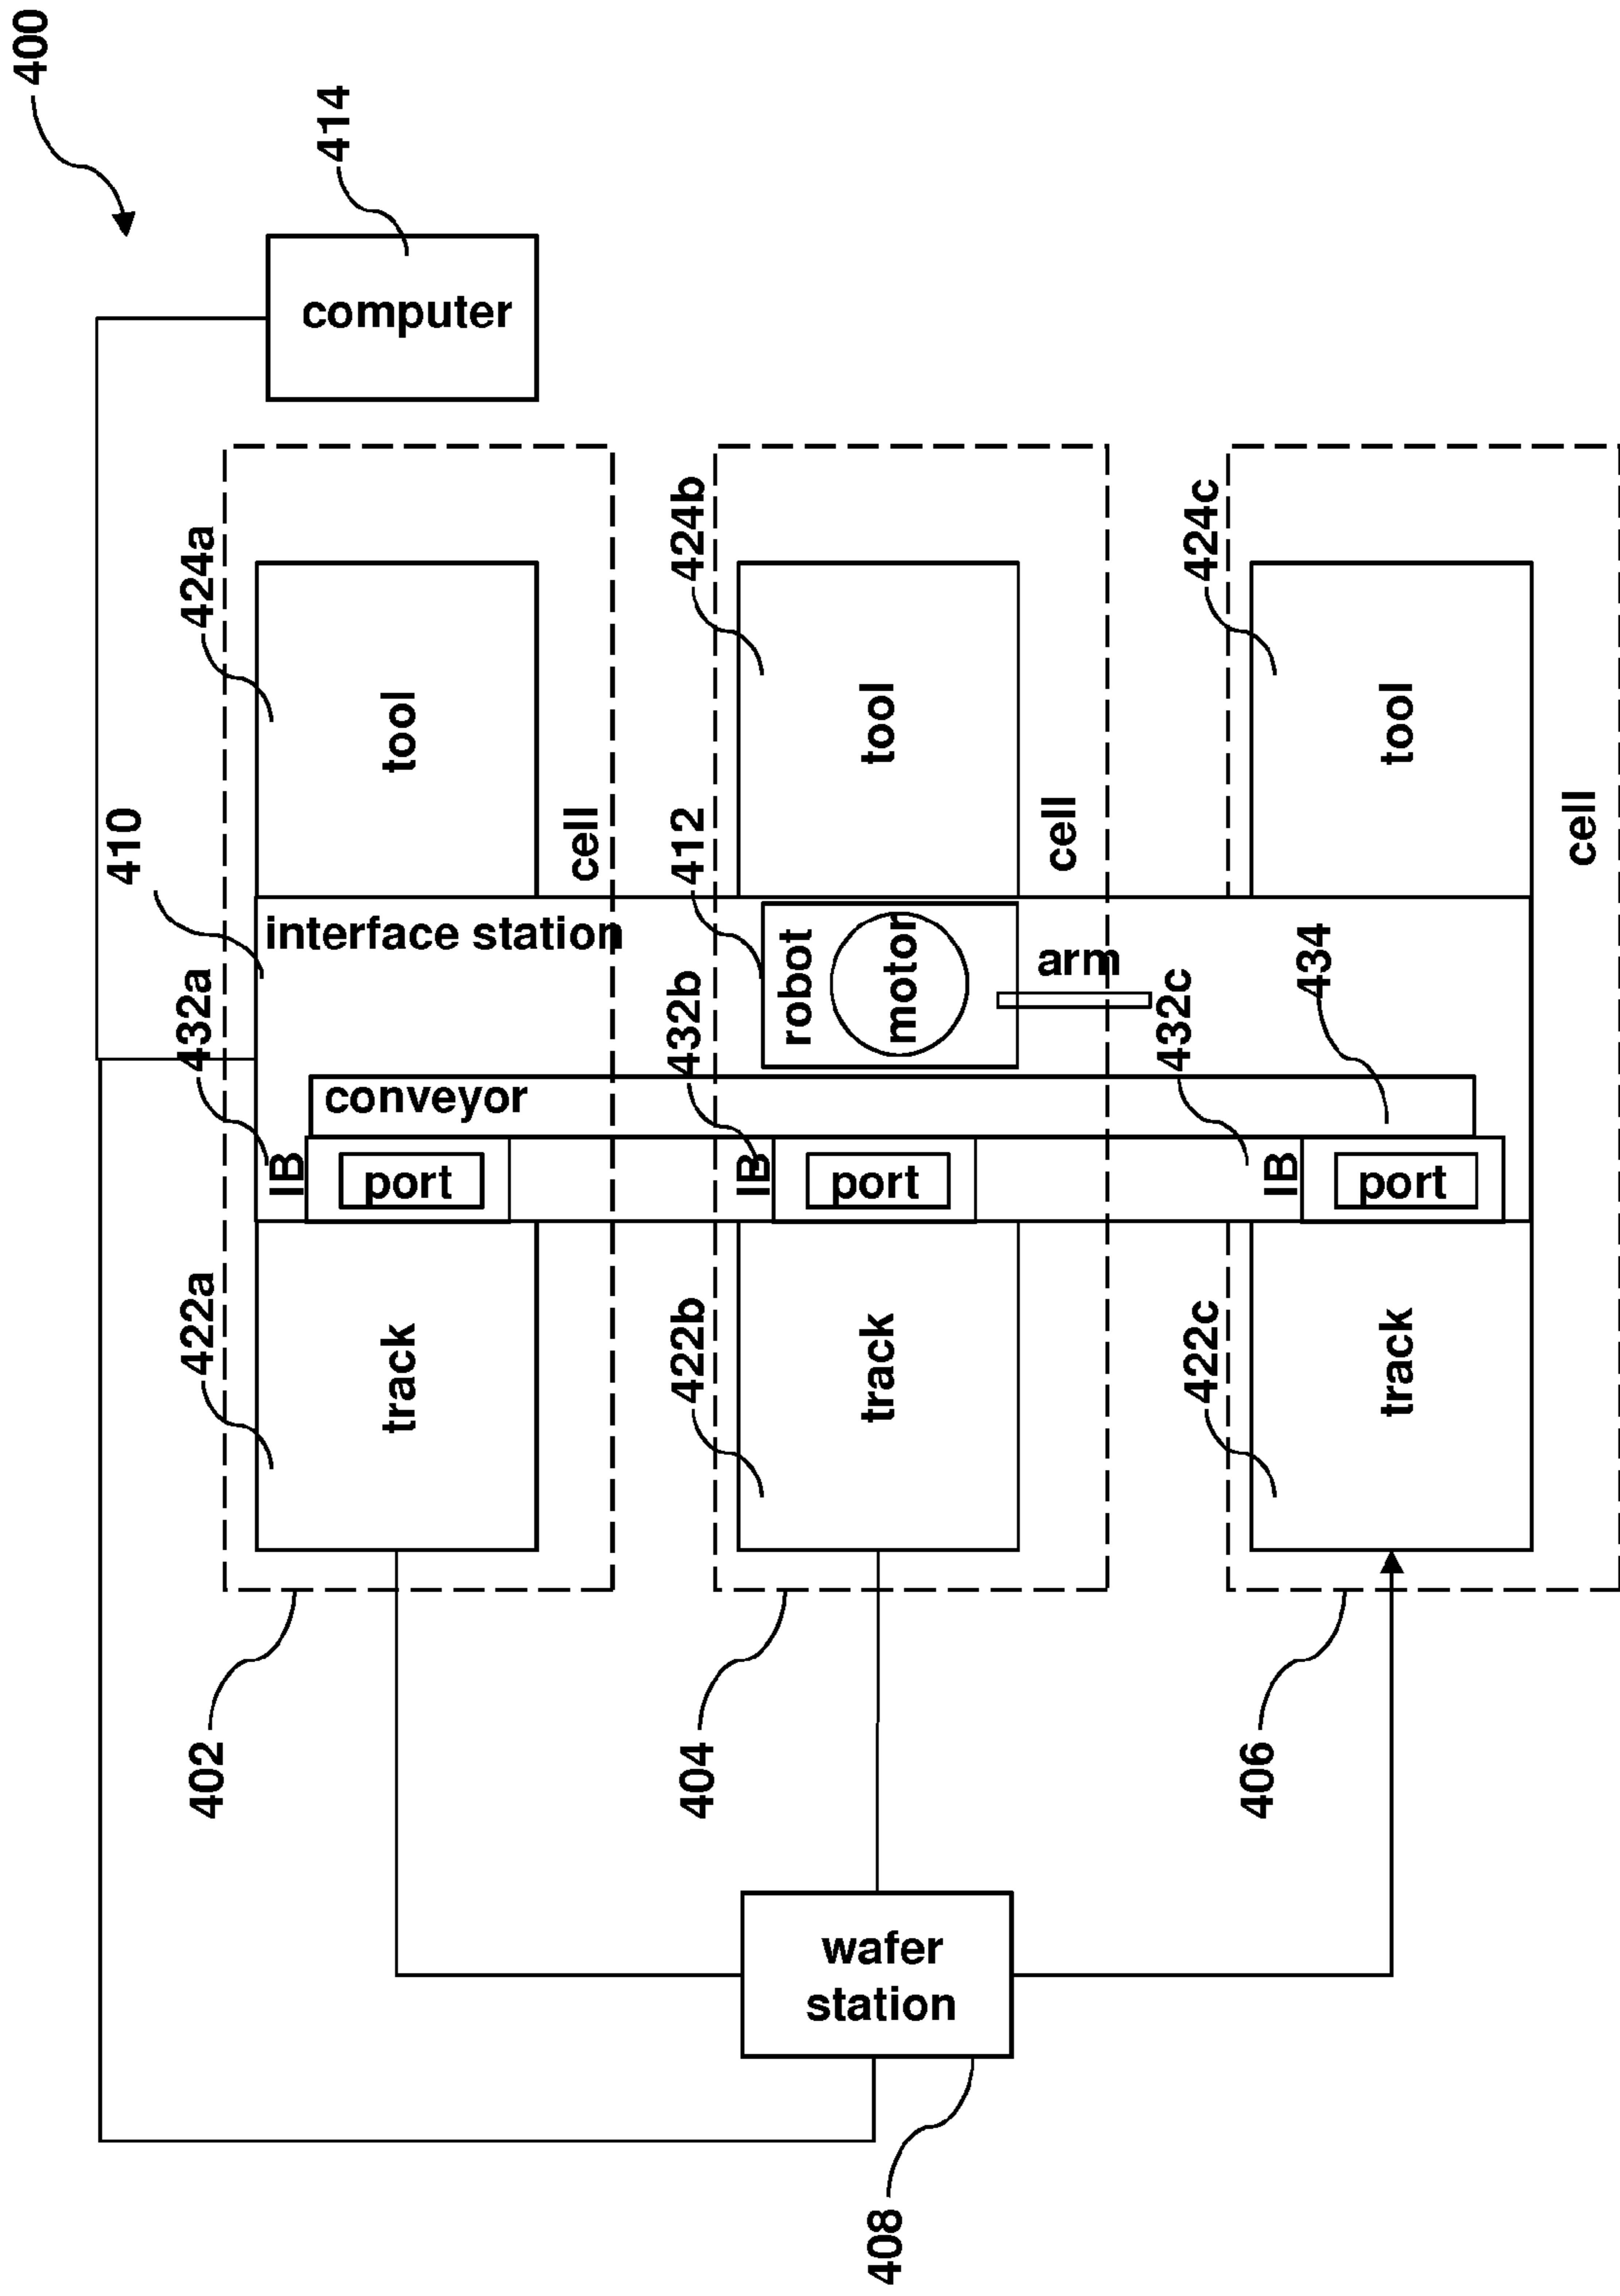 400
414
computer
410
424a
tool
cell
interface station
432a
conveyor
IB
port
422a
track
402
424b
tool
cell
412
robot
motor
arm
432b
IB
port
422b
track
404
424c
tool
cell
434
432c
IB
port
422c
track
406
wafer
station
408